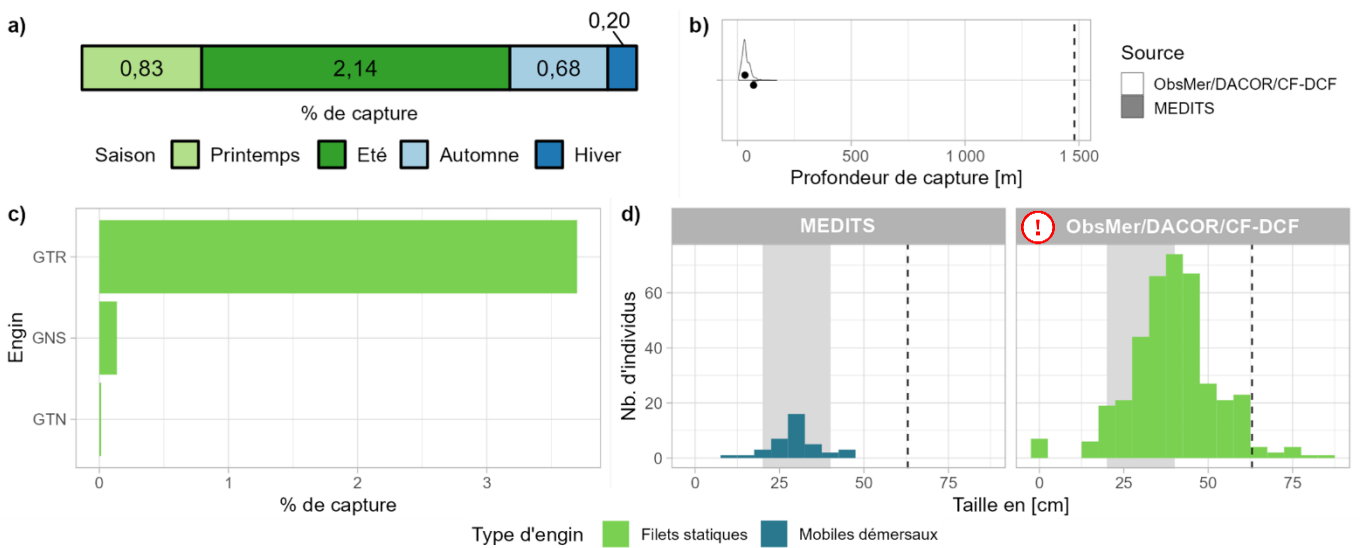 a)
0,20
0,83
2,14
0,68
% de capture
Saison
Printemps
Eté
Automne
Hiver
b)
0
500
1 000
1 500
Profondeur de capture [m]
Source
ObsMer/DACOR/CF-DCF
MEDITS
c)
Engin
GTR
GNS
GTN
0
1
2
3
% de capture
d)
MEDITS
! ObsMer/DACOR/CF-DCF
Nb. d'individus
60
40
20
0
0
25
50
75
0
25
50
75
Taille en [cm]
Type d'engin
Filets statiques
Mobiles démersaux